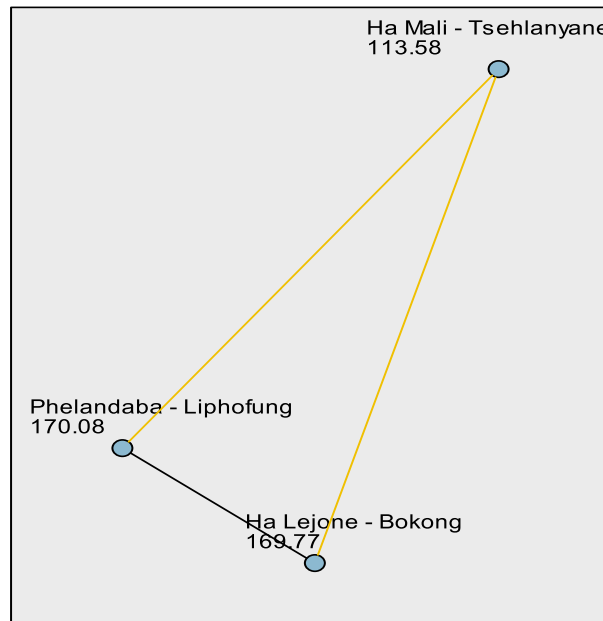 Ha Mali - Tsehlanyane
113.58
Phelandaba - Liphofung
170.08
Ha Lejone - Bokong
169.77